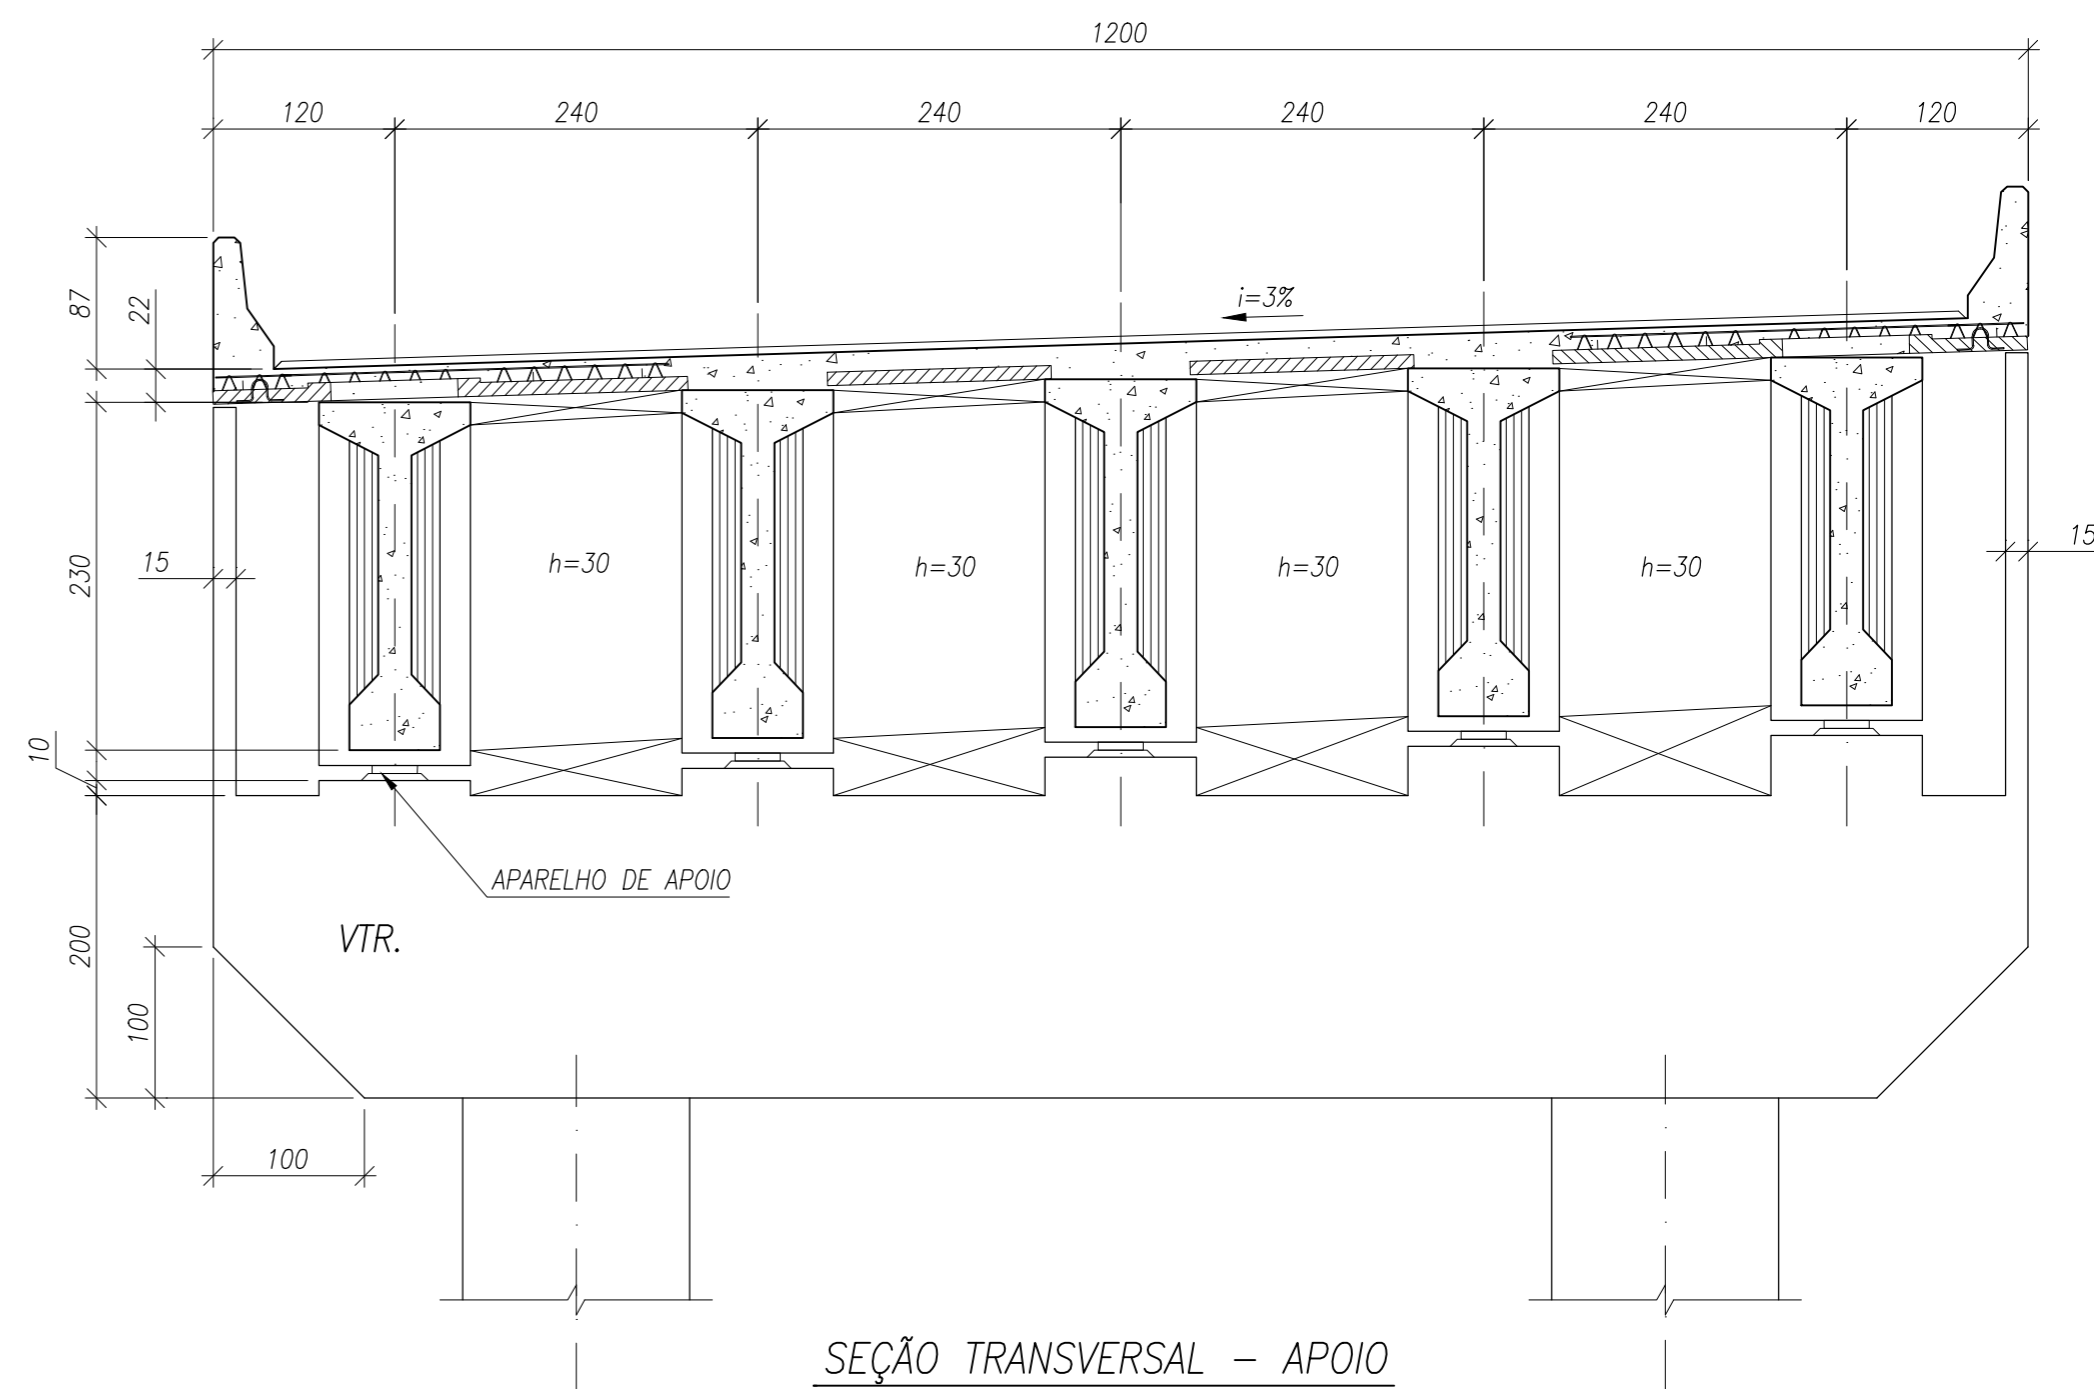 1200
120 240 240 240 240 120
87
22
i=3%
230
15
h=30 h=30 h=30 h=30
15
10
APARELHO DE APOIO
VTR.
200
100
100
SEÇÃO TRANSVERSAL - APOIO